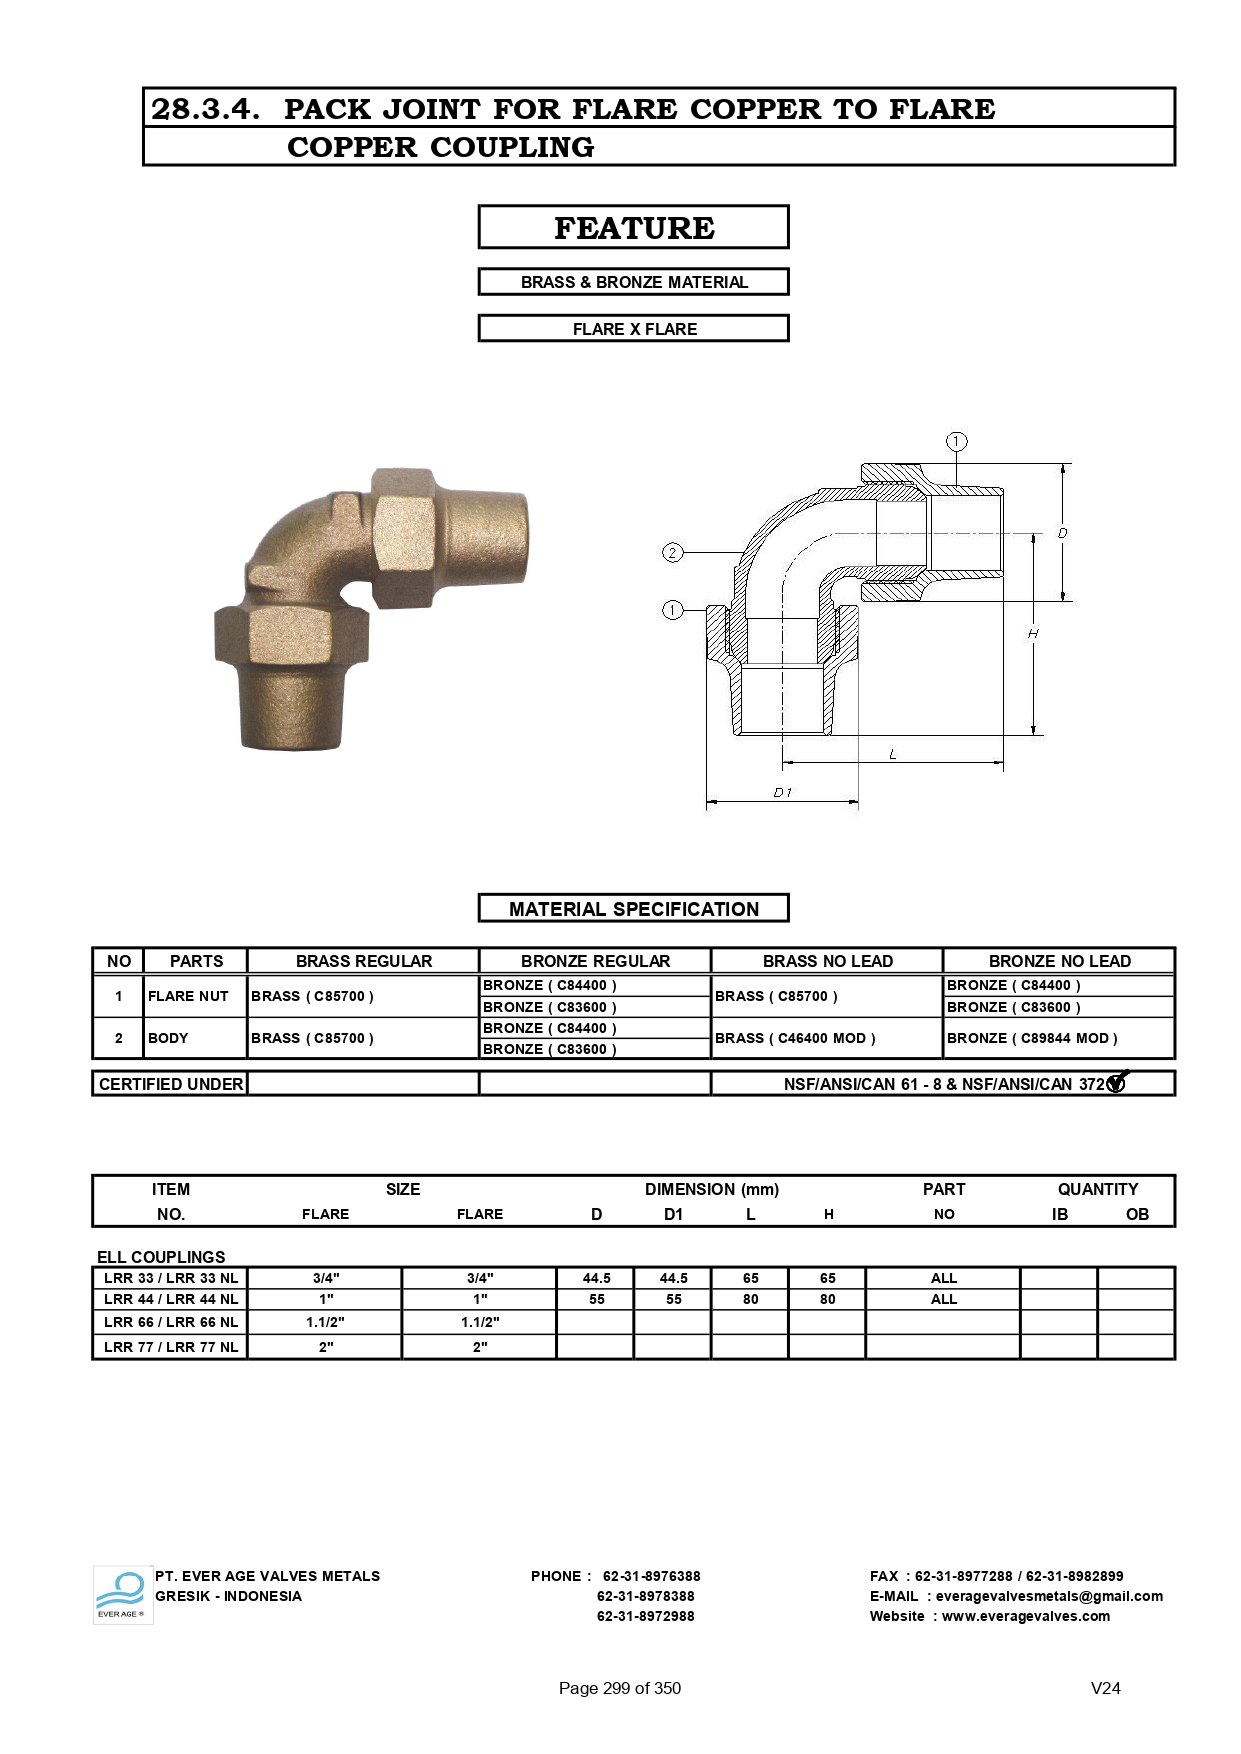 28.3.4. PACK JOINT FOR FLARE COPPER TO FLARE
COPPER COUPLING
FEATURE
BRASS & BRONZE MATERIAL
FLARE X FLARE
1
2
1
D
H
L
D1
MATERIAL SPECIFICATION
NO PARTS BRASS REGULAR BRONZE REGULAR BRASS NO LEAD BRONZE NO LEAD
1 FLARE NUT BRASS ( C85700 ) BRONZE ( C84400 ) BRASS ( C85700 ) BRONZE ( C84400 )
BRONZE ( C83600 ) BRONZE ( C83600 )
2 BODY BRASS ( C85700 ) BRONZE ( C84400 ) BRASS ( C46400 MOD ) BRONZE ( C89844 MOD )
BRONZE ( C83600 )
CERTIFIED UNDER NSF/ANSI/CAN 61 - 8 & NSF/ANSI/CAN 372
ITEM SIZE DIMENSION (mm) PART QUANTITY
NO. FLARE FLARE D D1 L H NO IB OB
ELL COUPLINGS
LRR 33 / LRR 33 NL 3/4" 3/4" 44.5 44.5 65 65 ALL
LRR 44 / LRR 44 NL 1" 1" 55 55 80 80 ALL
LRR 66 / LRR 66 NL 1.1/2" 1.1/2"
LRR 77 / LRR 77 NL 2" 2"
EVER AGE ®
PT. EVER AGE VALVES METALS PHONE : 62-31-8976388 FAX : 62-31-8977288 / 62-31-8982899
GRESIK - INDONESIA 62-31-8978388 E-MAIL : everagevalvesmetals@gmail.com
62-31-8972988 Website : www.everagevalves.com
Page 299 of 350 V24